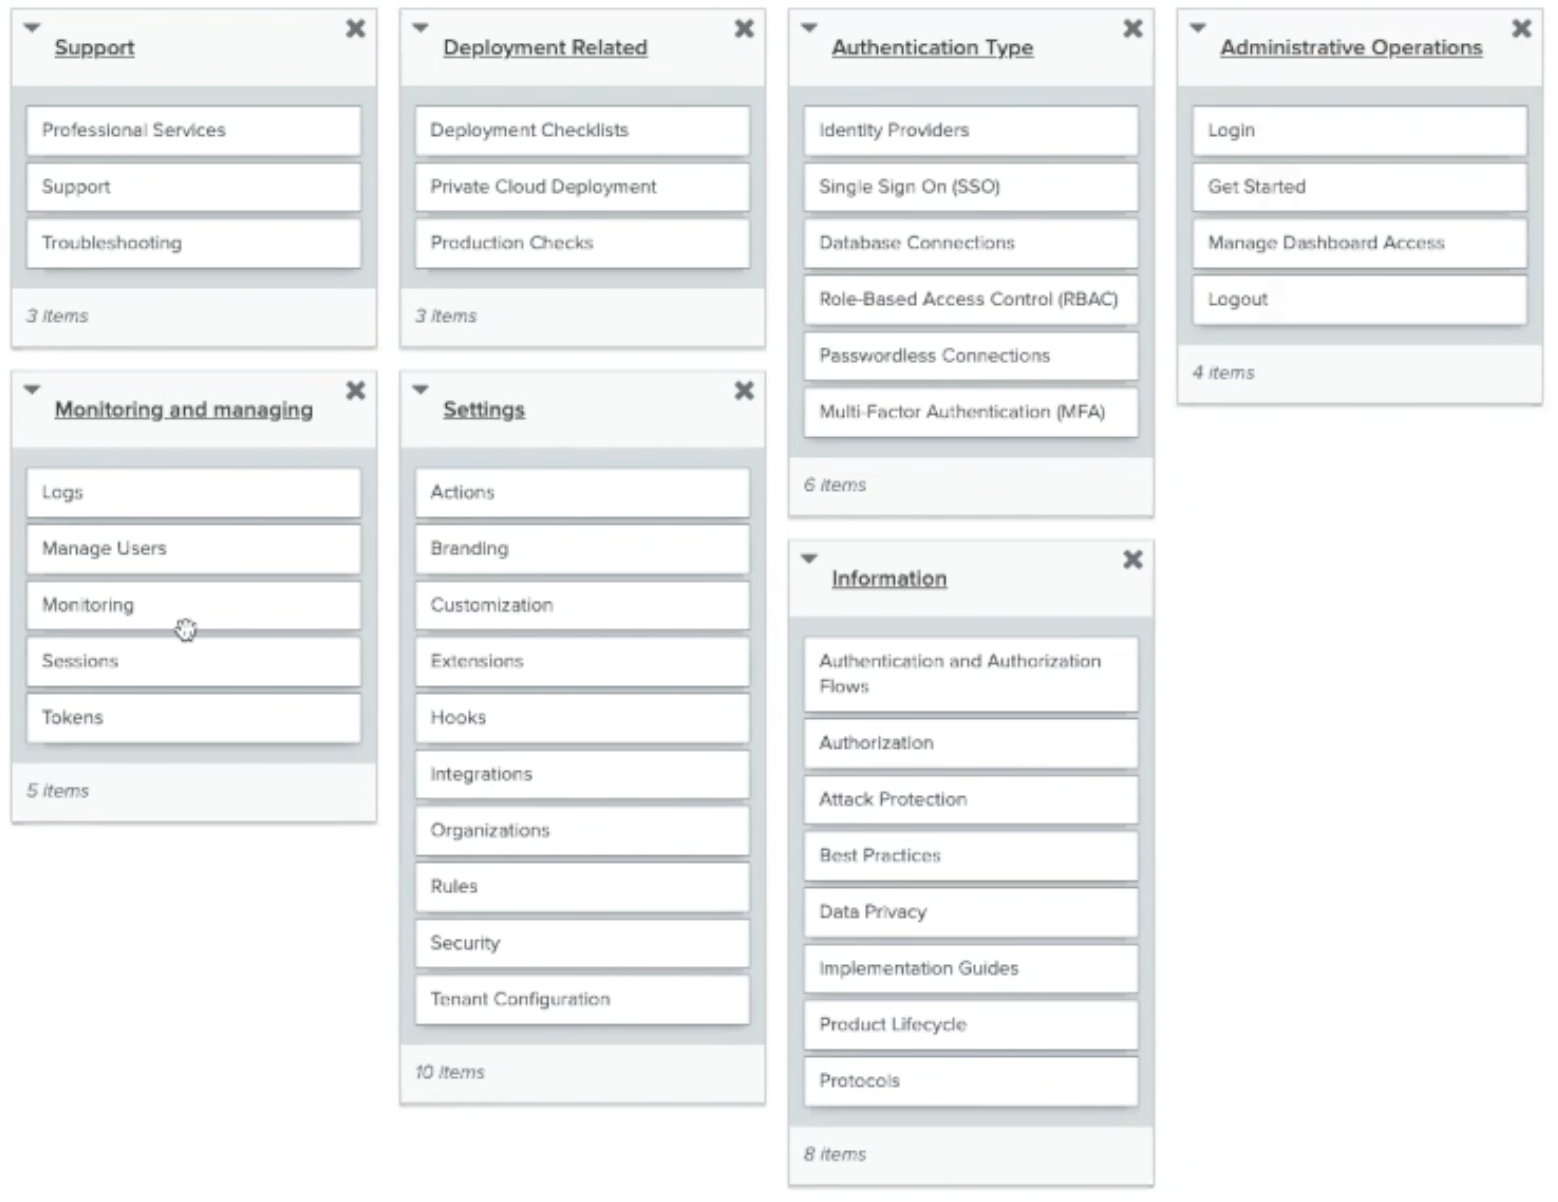 Support
Professional Services
Support
Troubleshooting
3 items
Deployment Related
Deployment Checklists
Private Cloud Deployment
Production Checks
3 items
Authentication Type
Identity Providers
Single Sign On (SSO)
Database Connections
Role-Based Access Control (RBAC)
Passwordless Connections
Multi-Factor Authentication (MFA)
6 items
Administrative Operations
Login
Get Started
Manage Dashboard Access
Logout
4 items
Monitoring and managing
Logs
Manage Users
Monitoring
Sessions
Tokens
5 items
Settings
Actions
Branding
Customization
Extensions
Hooks
Integrations
Organizations
Rules
Security
Tenant Configuration
10 items
Information
Authentication and Authorization
Flows
Authorization
Attack Protection
Best Practices
Data Privacy
Implementation Guides
Product Lifecycle
Protocols
8 items